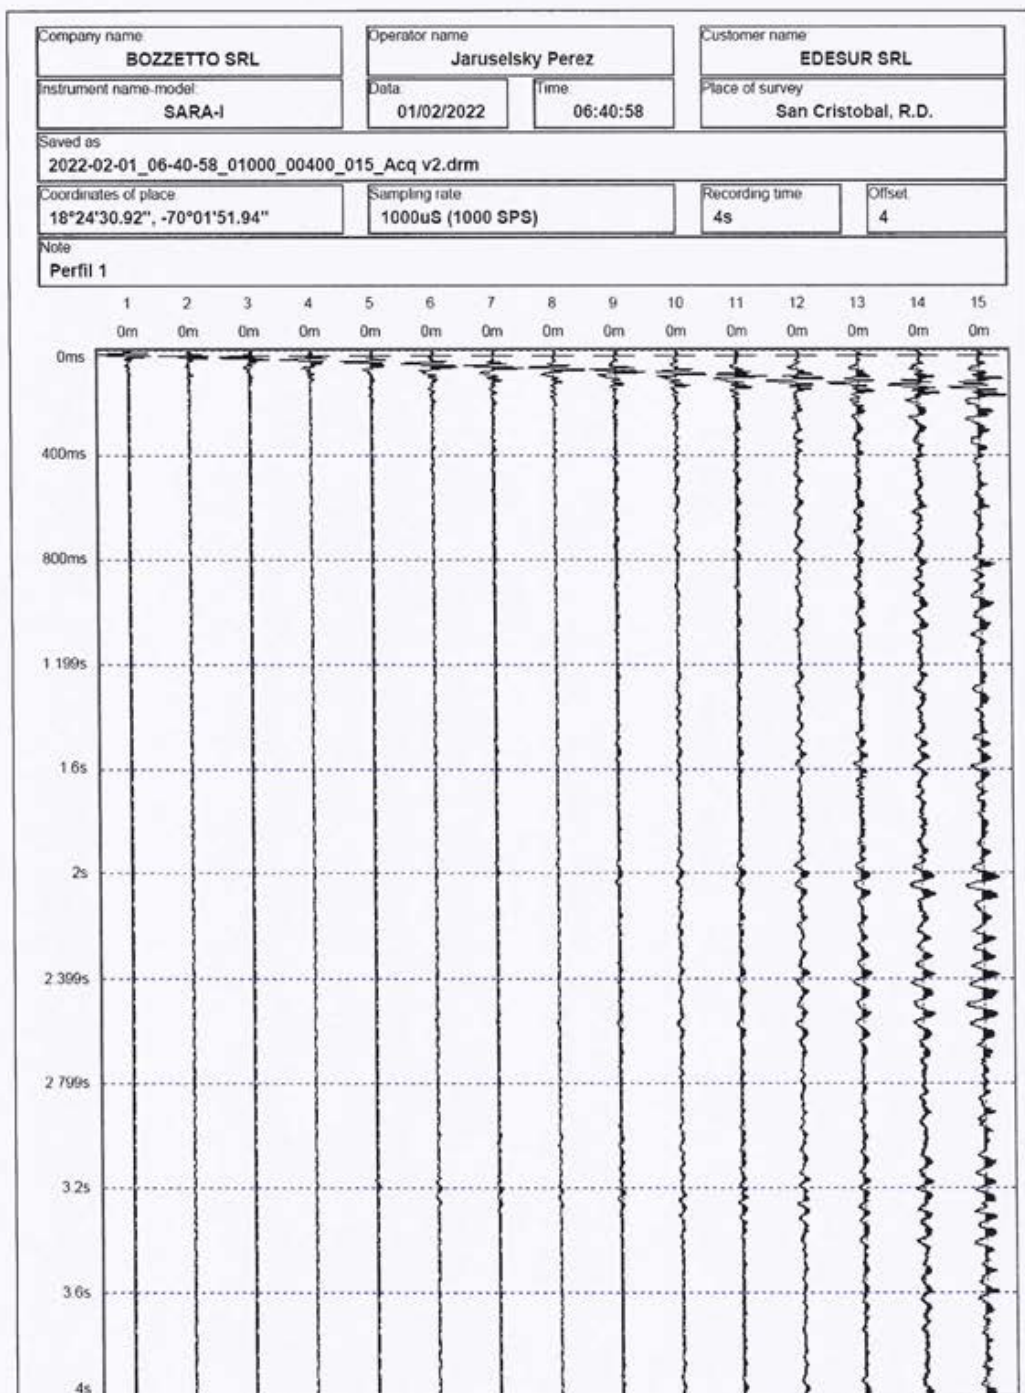 Company name Operator name Customer name
BOZZETTO SRL Jaruselsky Perez EDESUR SRL
Instrument name-model: Data: Time: Place of survey
SARA-I 01/02/2022 06:40:58 San Cristobal, R.D.
Saved as
2022-02-01_06-40-58_01000_00400_015_Acq v2.drm
Coordinates of place Sampling rate Recording time Offset
18°24'30.92", -70°01'51.94" 1000uS (1000 SPS) 4s 4
Note
Perfil 1
1 2 3 4 5 6 7 8 9 10 11 12 13 14 15
0m 0m 0m 0m 0m 0m 0m 0m 0m 0m 0m 0m 0m 0m 0m
0ms
400ms
800ms
1.199s
1.6s
2s
2.399s
2.799s
3.2s
3.6s
4s